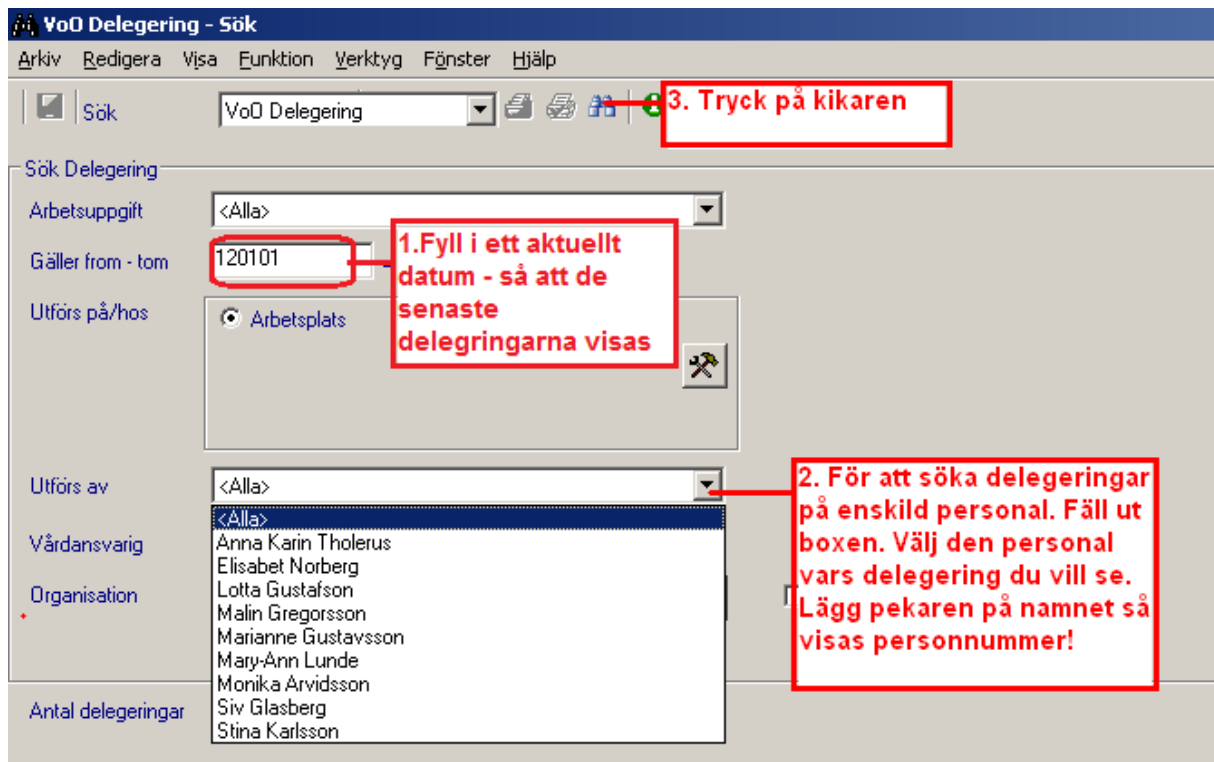 VoO Delegering - Sök
Arkiv Redigera Visa Funktion Verktyg Fönster Hjälp
Sök VoO Delegering
3. Tryck på kikaren
Sök Delegering
Arbetsuppgift <Alla>
Gäller from - tom 120101
1.Fyll i ett aktuellt
datum - så att de
senaste
delegringarna visas
Utförs på/hos Arbetsplats
Utförs av <Alla>
2. För att söka delegeringar
på enskild personal. Fäll ut
boxen. Välj den personal
vars delegering du vill se.
Lägg pekaren på namnet så
visas personnummer!
<Alla>
Anna Karin Tholerus
Elisabet Norberg
Lotta Gustafson
Malin Gregorsson
Marianne Gustavsson
Mary-Ann Lunde
Monika Arvidsson
Siv Glasberg
Stina Karlsson
Vårdansvarig
Organisation
Antal delegeringar